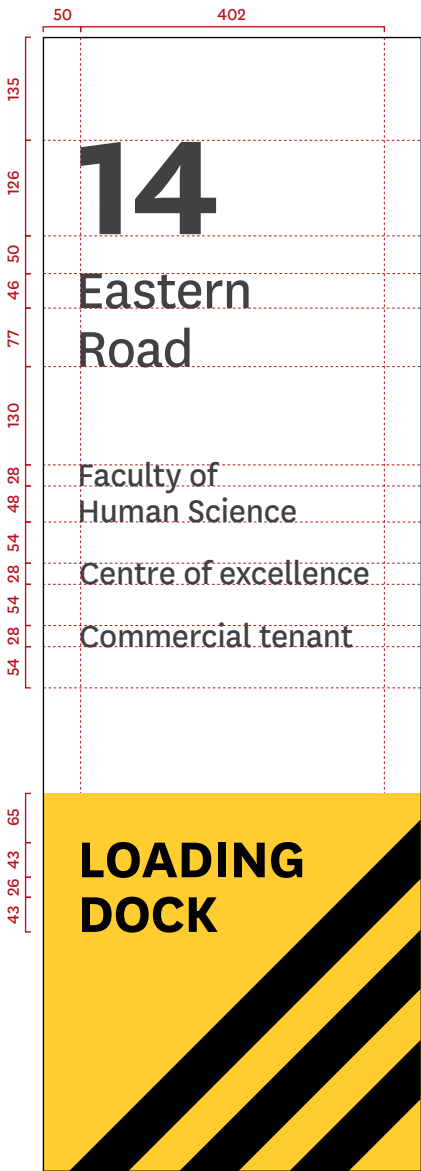 50
402
135
126
50
46
77
130
28
48
54
28
54
28
54
14
Eastern
Road
Faculty of
Human Science
Centre of excellence
Commercial tenant
65
43
26
43
LOADING
DOCK